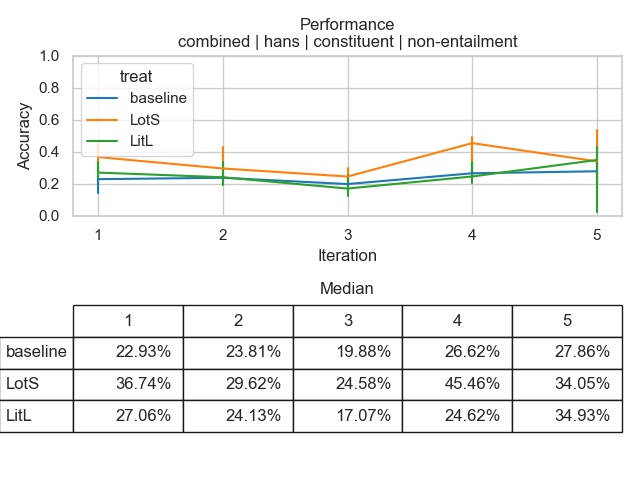 Performance
combined | hans | constituent | non-entailment
1.0
0.8
0.6
0.4
0.2
0.0
Accuracy
treat
baseline
LotS
LitL
1 2 3 4 5
Iteration
Median
1 2 3 4 5
baseline 22.93% 23.81% 19.88% 26.62% 27.86%
LotS 36.74% 29.62% 24.58% 45.46% 34.05%
LitL 27.06% 24.13% 17.07% 24.62% 34.93%